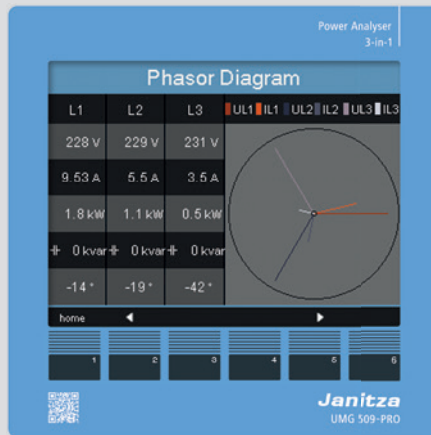 Power Analyser
3-in-1
Phasor Diagram
L1 L2 L3 UL1 IL1 UL2 IL2 UL3 IL3
228 V 229 V 231 V
9.53 A 5.5 A 3.5 A
1.8 kW 1.1 kW 0.5 kW
0 kvar 0 kvar 0 kvar
-14 ° -19 ° -42 °
home
1 2 3 4 5 6
Janitza
UMG 509-PRO